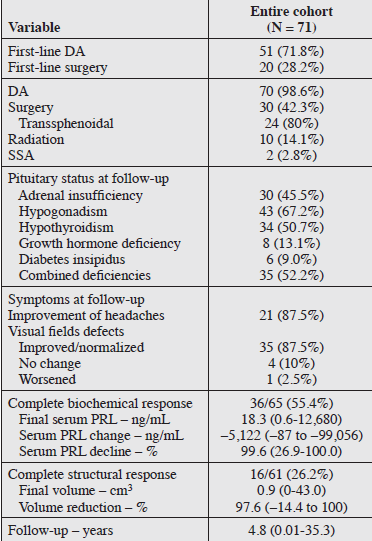 Variable Entire cohort (N = 71)
First-line DA 51 (71.8%)
First-line surgery 20 (28.2%)
DA 70 (98.6%)
Surgery 30 (42.3%)
Transsphenoidal 24 (80%)
Radiation 10 (14.1%)
SSA 2 (2.8%)
Pituitary status at follow-up
Adrenal insufficiency 30 (45.5%)
Hypogonadism 43 (67.2%)
Hypothyroidism 34 (50.7%)
Growth hormone deficiency 8 (13.1%)
Diabetes insipidus 6 (9.0%)
Combined deficiencies 35 (52.2%)
Symptoms at follow-up
Improvement of headaches 21 (87.5%)
Visual fields defects
Improved/normalized 35 (87.5%)
No change 4 (10%)
Worsened 1 (2.5%)
Complete biochemical response 36/65 (55.4%)
Final serum PRL – ng/mL 18.3 (0.6-12,680)
Serum PRL change – ng/mL –5,122 (–87 to –99,056)
Serum PRL decline – % 99.6 (26.9-100.0)
Complete structural response 16/61 (26.2%)
Final volume – cm³ 0.9 (0-43.0)
Volume reduction – % 97.6 (–14.4 to 100)
Follow-up – years 4.8 (0.01-35.3)